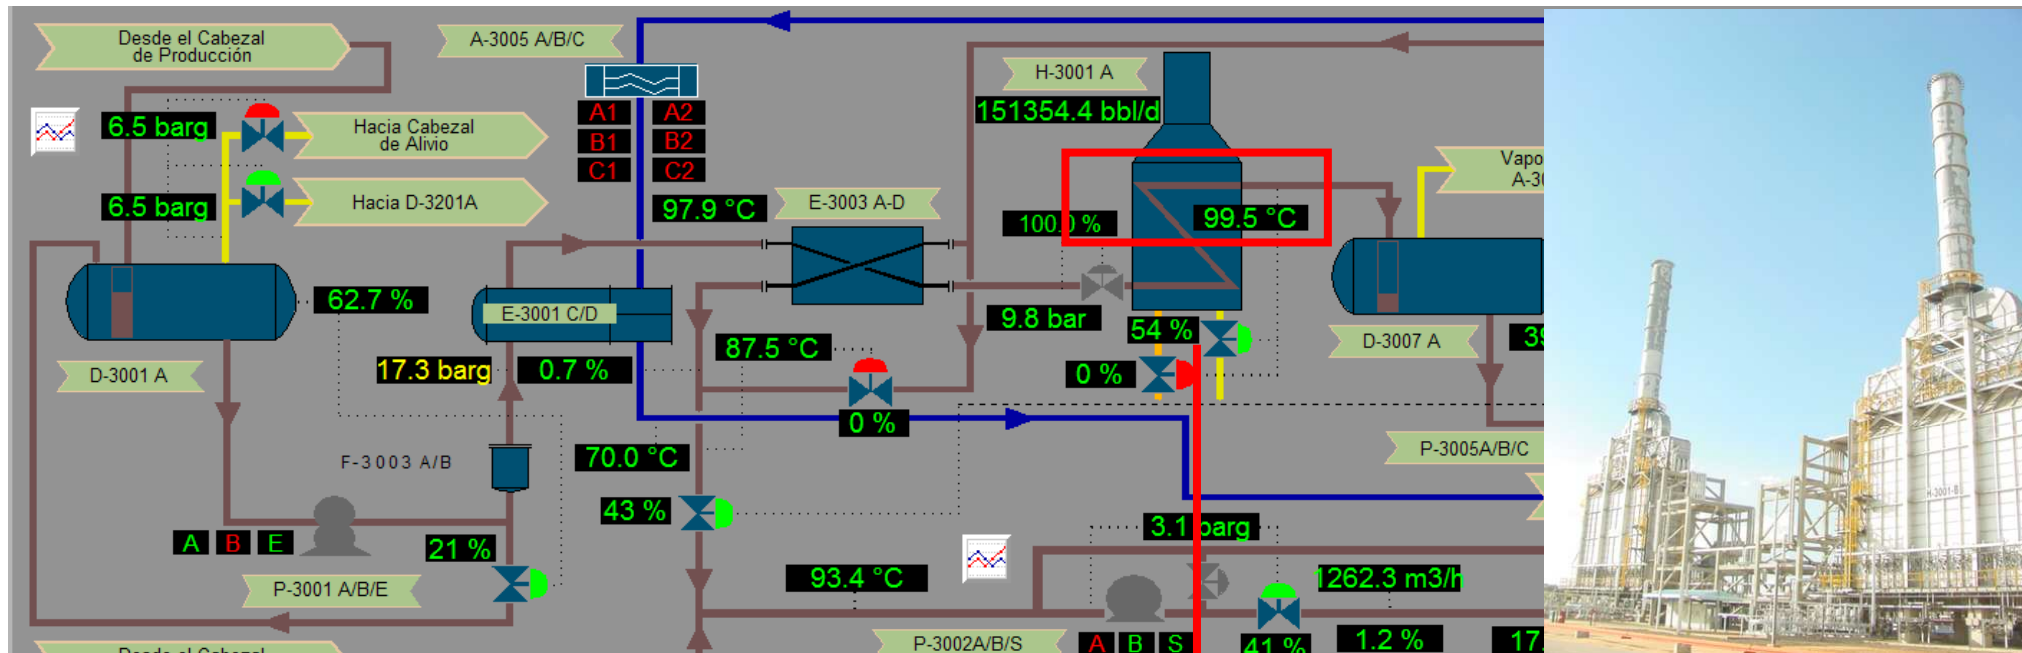 Desde el Cabezal
de Producción
A-3005 A/B/C
H-3001 A
151354.4 bbl/d
6.5 barg
Hacia Cabezal
de Alivio
A1
A2
B1
B2
C1
C2
6.5 barg
Hacia D-3201A
97.9 °C
E-3003 A-D
100.0 %
99.5 °C
62.7 %
E-3001 C/D
9.8 bar
54 %
D-3007 A
D-3001 A
17.3 barg
0.7 %
87.5 °C
0 %
0 %
F-3003 A/B
70.0 °C
P-3005A/B/C
43 %
3.1 barg
A
B
E
21 %
P-3001 A/B/E
93.4 °C
1262.3 m3/h
P-3002A/B/S
A
B
S
41 %
1.2 %
17.
H-3001-B